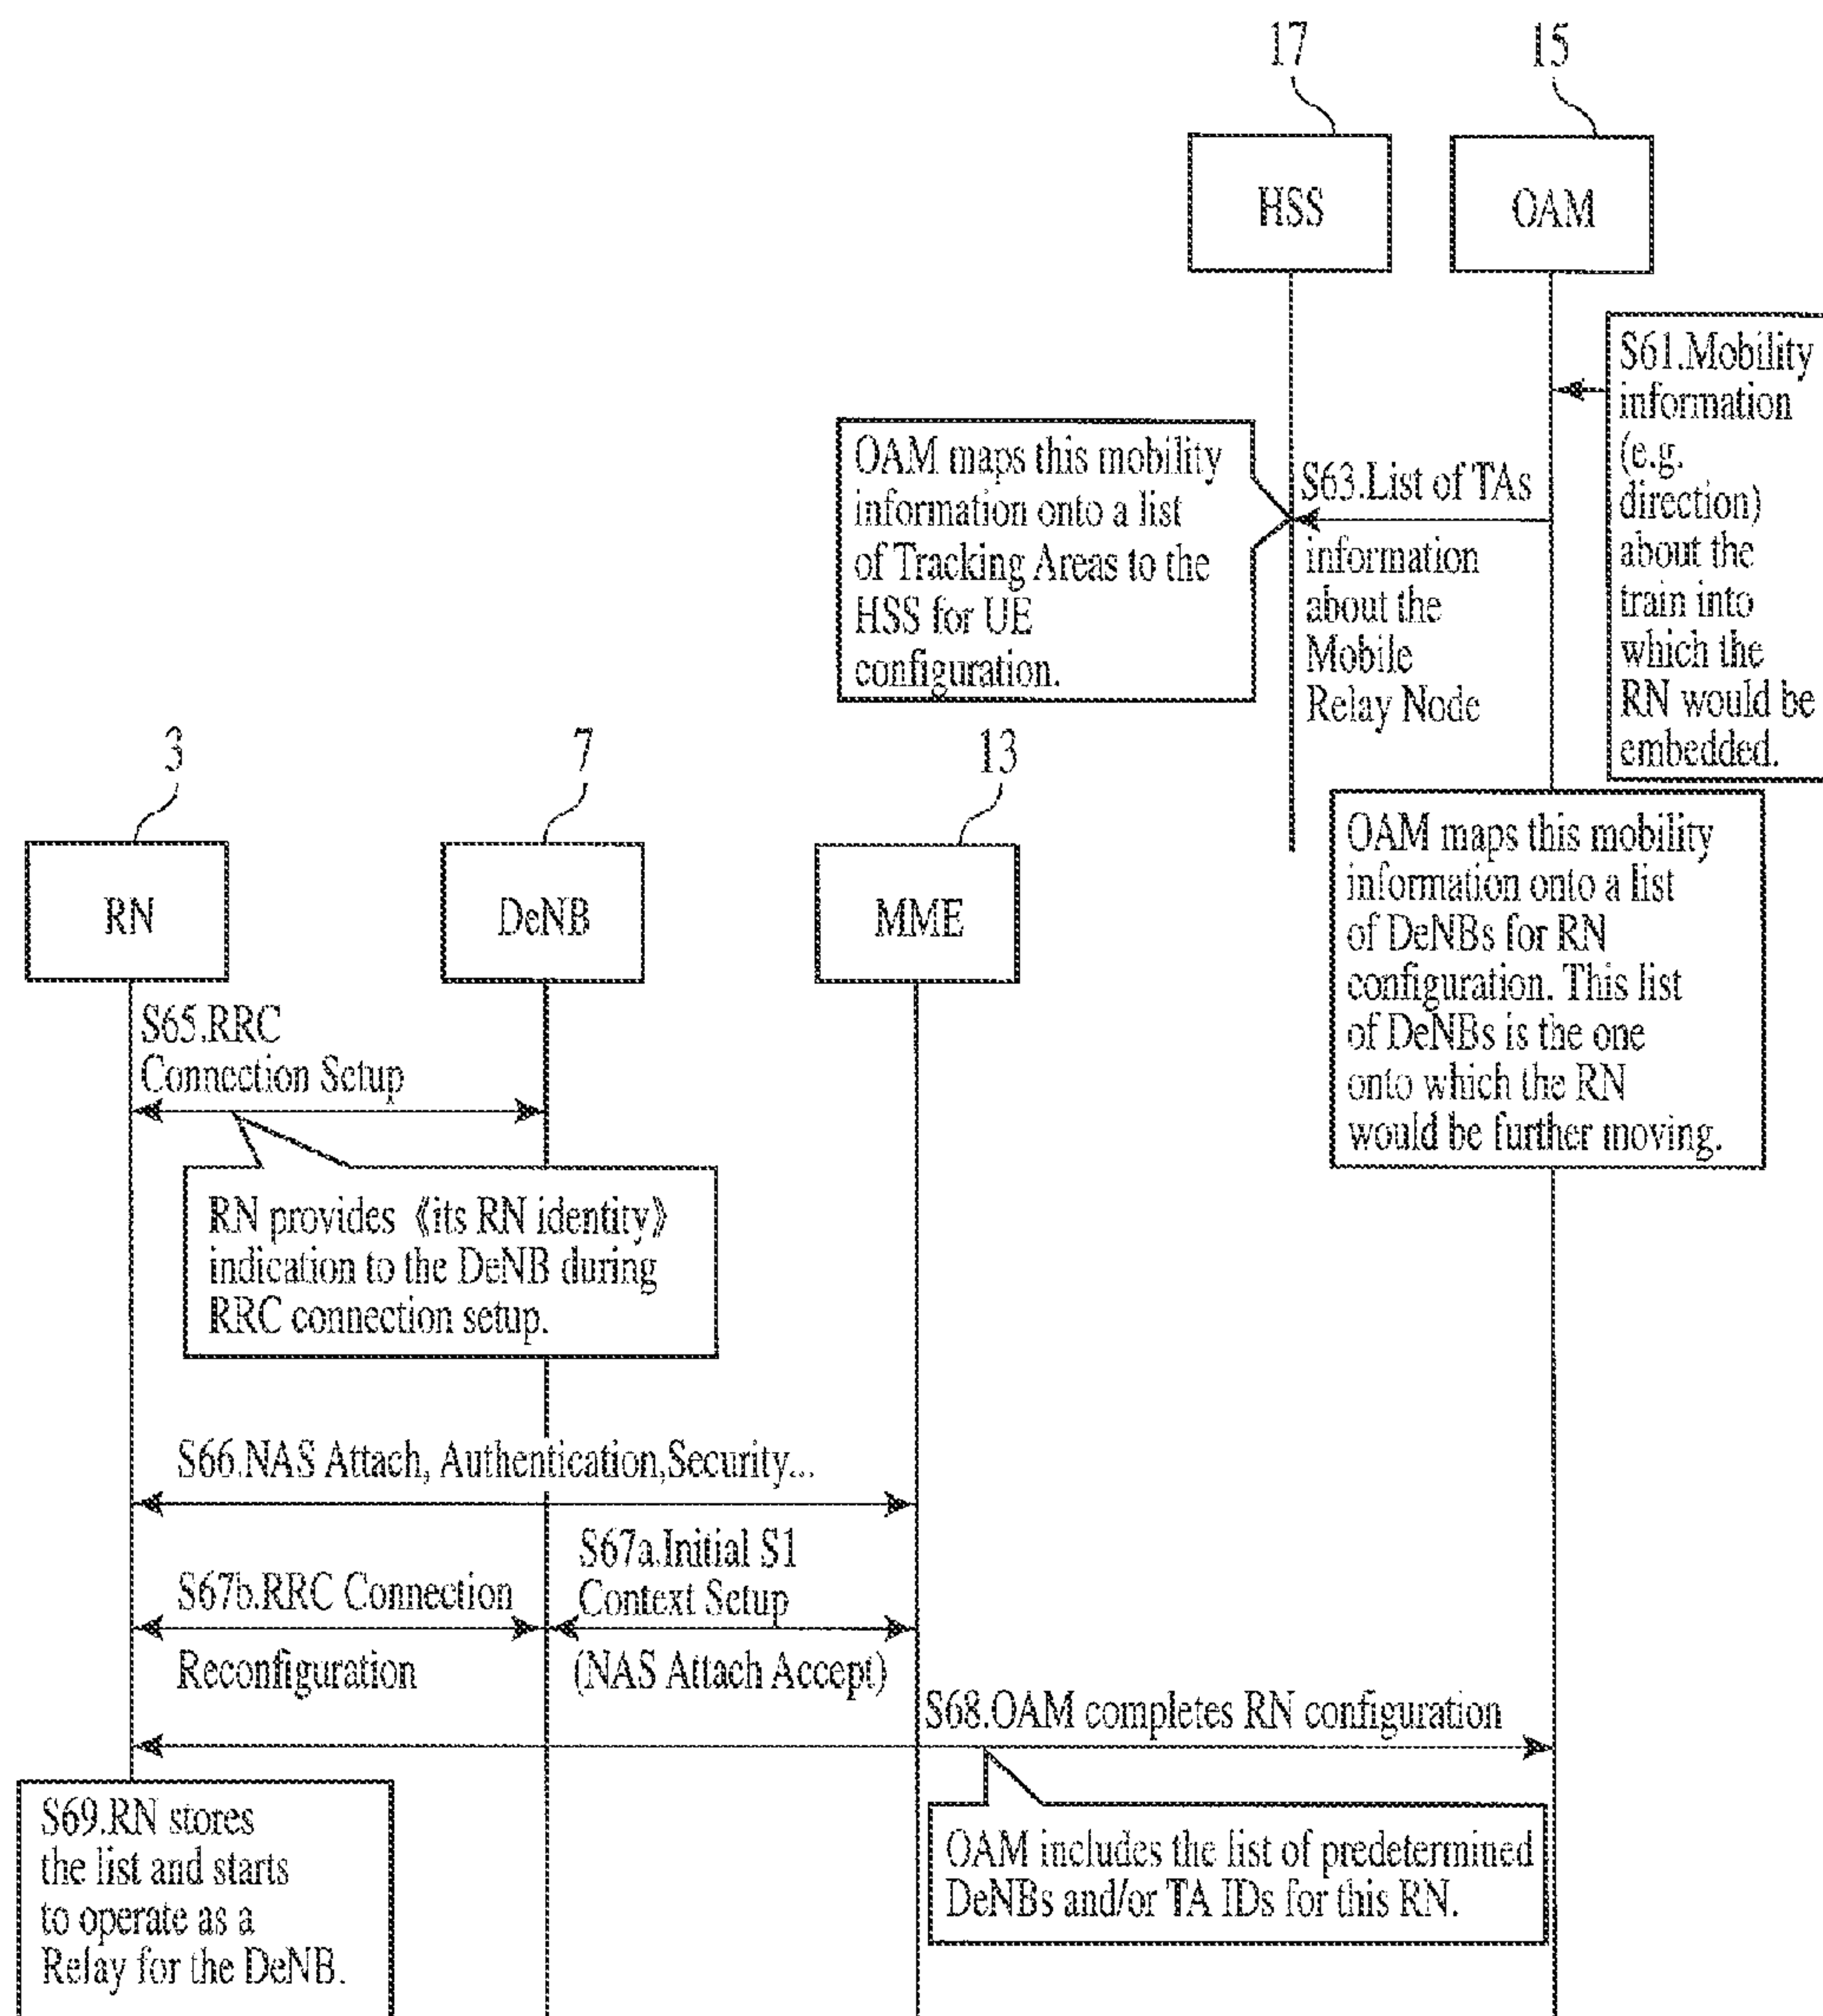 17
15
HSS
OAM
S61.Mobility
information
(e.g.
direction)
about the
train into
which the
RN would be
embedded.
OAM maps this mobility
information onto a list
of Tracking Areas to the
HSS for UE
configuration.
S63.List of TAs
information
about the
Mobile
Relay Node
3
7
13
RN
DeNB
MME
OAM maps this mobility
information onto a list
of DeNBs for RN
configuration. This list
of DeNBs is the one
onto which the RN
would be further moving.
S65.RRC
Connection Setup
RN provides 《its RN identity》
indication to the DeNB during
RRC connection setup.
S66.NAS Attach, Authentication,Security...
S67a.Initial S1
Context Setup
(NAS Attach Accept)
S67b.RRC Connection
Reconfiguration
S68.OAM completes RN configuration
OAM includes the list of predetermined
DeNBs and/or TA IDs for this RN.
S69.RN stores
the list and starts
to operate as a
Relay for the DeNB.